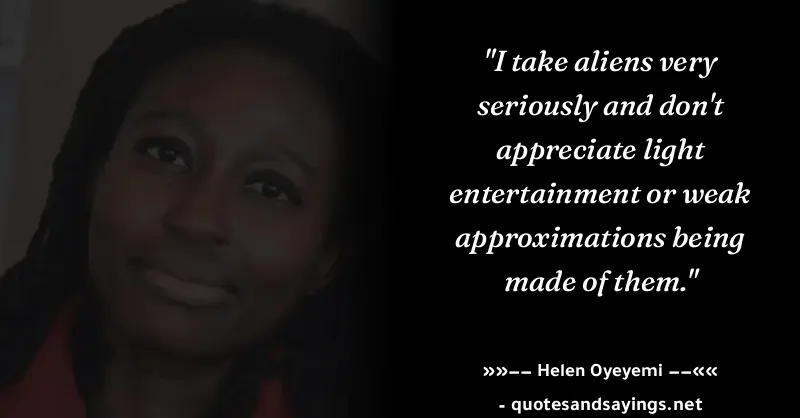 "I take aliens very
seriously and don't
appreciate light
entertainment or weak
approximations being
made of them."
»»−− Helen Oyeyemi −−««
- quotesandsayings.net